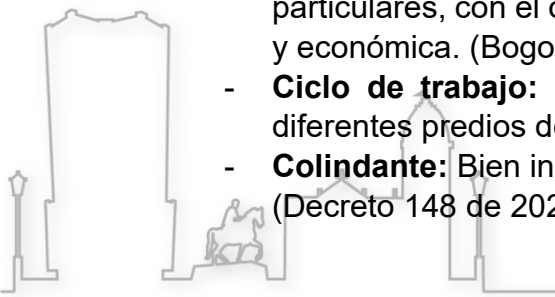 particulares, con el
y económica. (Bogo
- Ciclo de trabajo:
diferentes predios de
- Colindante: Bien in
(Decreto 148 de 202